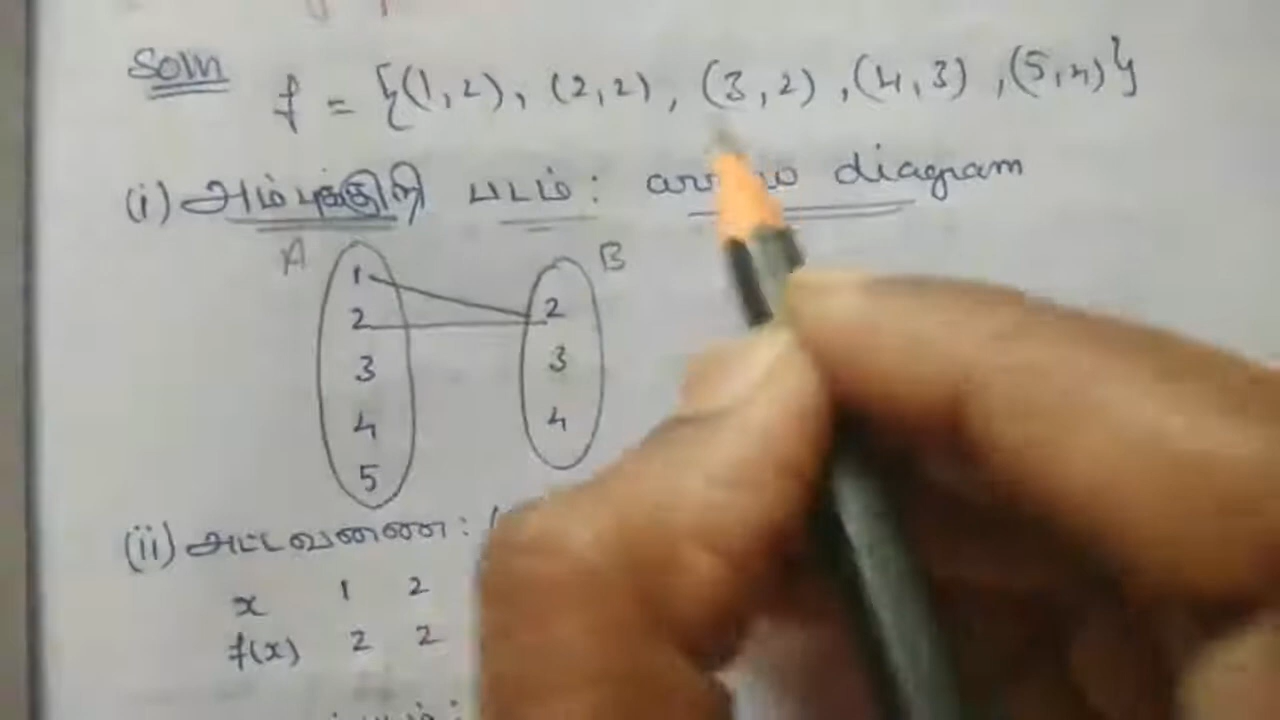 Soln
f = {(1,2), (2,2), (3,2), (4,3), (5,4)}
(i) அம்புக்குறி படம் : arrow diagram
A B
1
2 2
3 3
4 4
5
(ii) அட்டவணை : (
x 1 2
f(x) 2 2